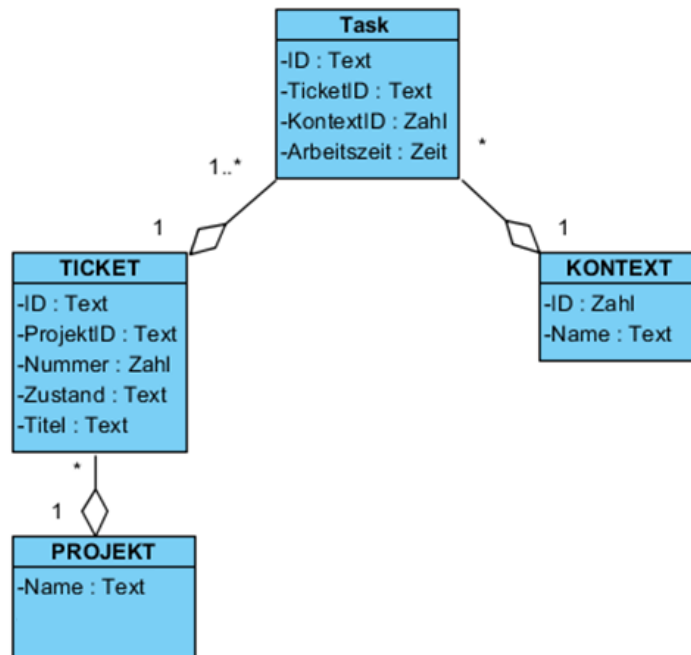 Task
-ID : Text
-TicketID : Text
-KontextID : Zahl
-Arbeitszeit : Zeit
1..*
*
1
1
TICKET
-ID : Text
-ProjektID : Text
-Nummer : Zahl
-Zustand : Text
-Titel : Text
KONTEXT
-ID : Zahl
-Name : Text
*
1
PROJEKT
-Name : Text